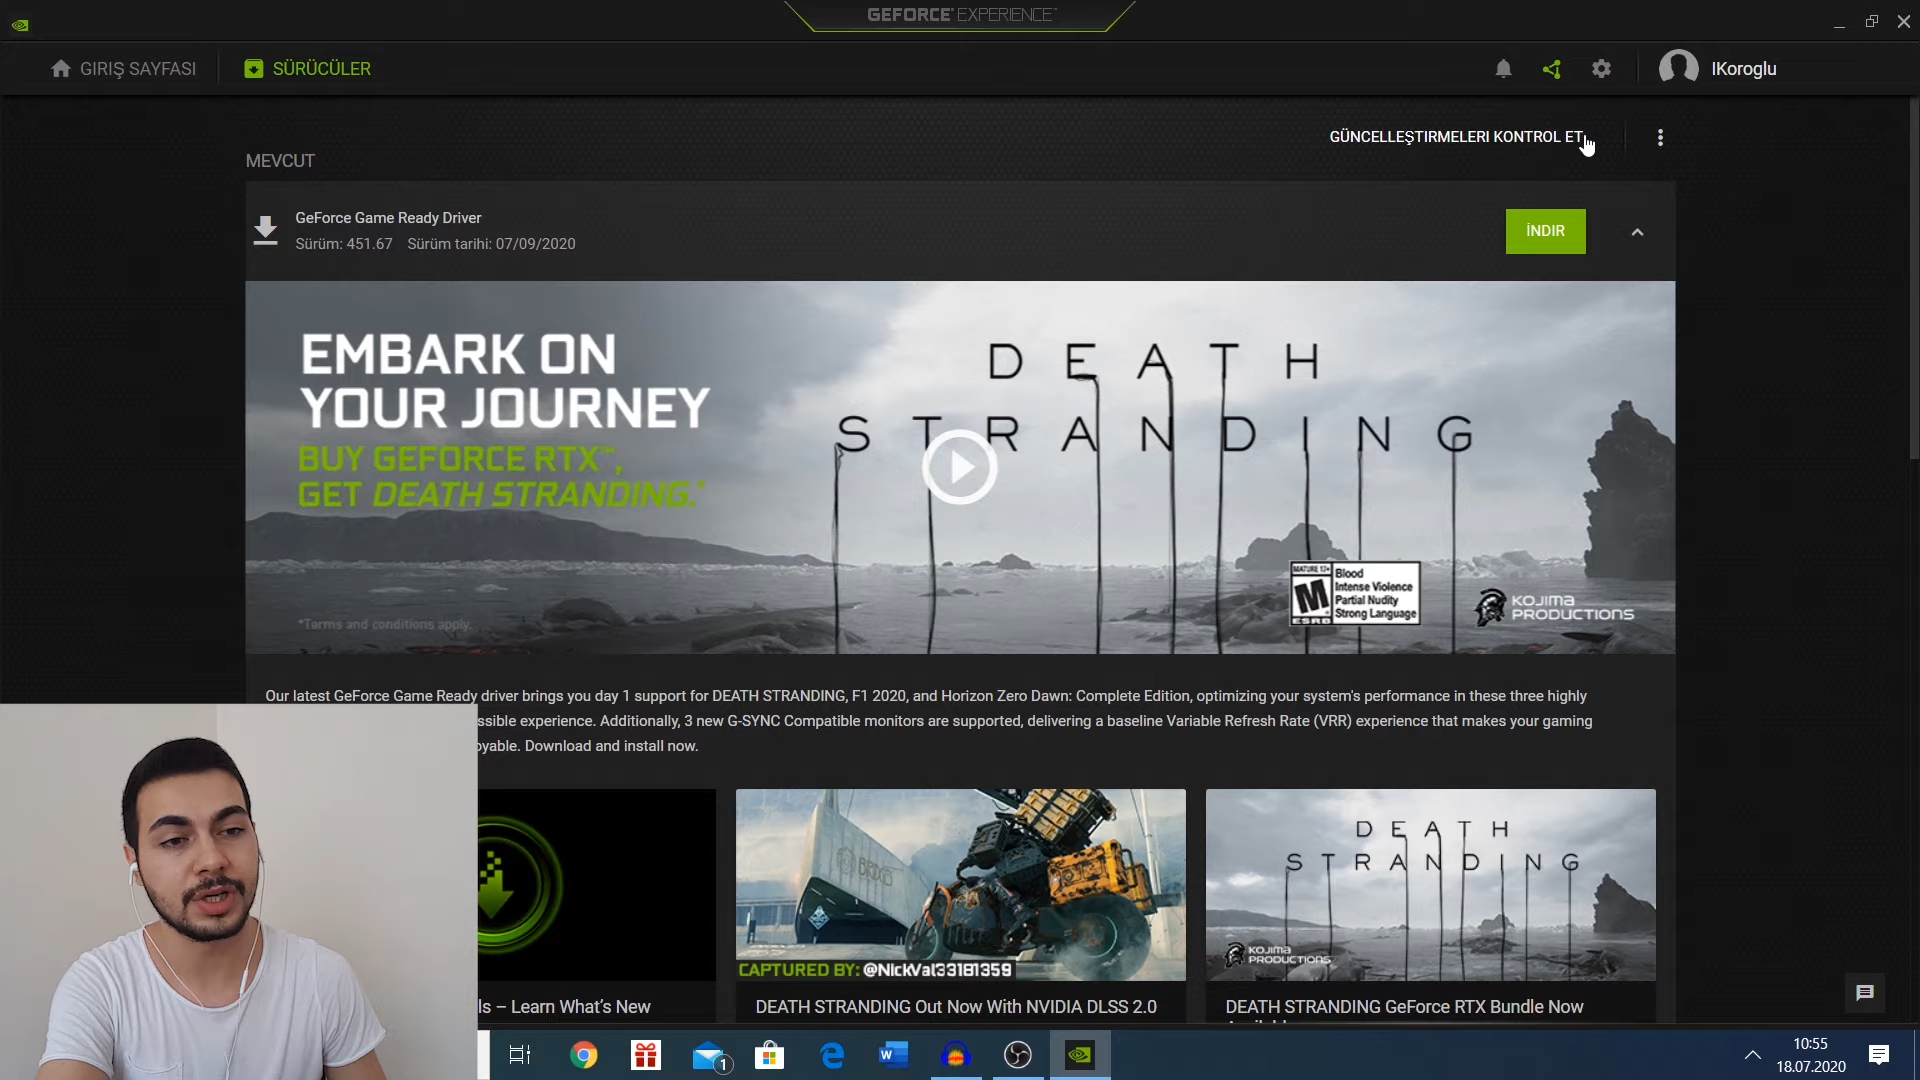 GEFORCE® EXPERIENCE™
GIRIŞ SAYFASI
SÜRÜCÜLER
IKoroglu
GÜNCELLEŞTIRMELERI KONTROL ET
MEVCUT
GeForce Game Ready Driver
Sürüm: 451.67 Sürüm tarihi: 07/09/2020
İNDIR
EMBARK ON
YOUR JOURNEY
BUY GEFORCE RTX™,
GET DEATH STRANDING.*
*Terms and conditions apply.
DEATH
STRANDING
MATURE 17+
M
ESRB
Blood
Intense Violence
Partial Nudity
Strong Language
KOJIMA
PRODUCTIONS
Our latest GeForce Game Ready driver brings you day 1 support for DEATH STRANDING, F1 2020, and Horizon Zero Dawn: Complete Edition, optimizing your system's performance in these three highly
ssible experience. Additionally, 3 new G-SYNC Compatible monitors are supported, delivering a baseline Variable Refresh Rate (VRR) experience that makes your gaming
oyable. Download and install now.
BRIDGES
CAPTURED BY: @NickVal33181359
DEATH
STRANDING
KOJIMA
PRODUCTIONS
ls – Learn What's New
DEATH STRANDING Out Now With NVIDIA DLSS 2.0
DEATH STRANDING GeForce RTX Bundle Now
1
W
10:55
18.07.2020